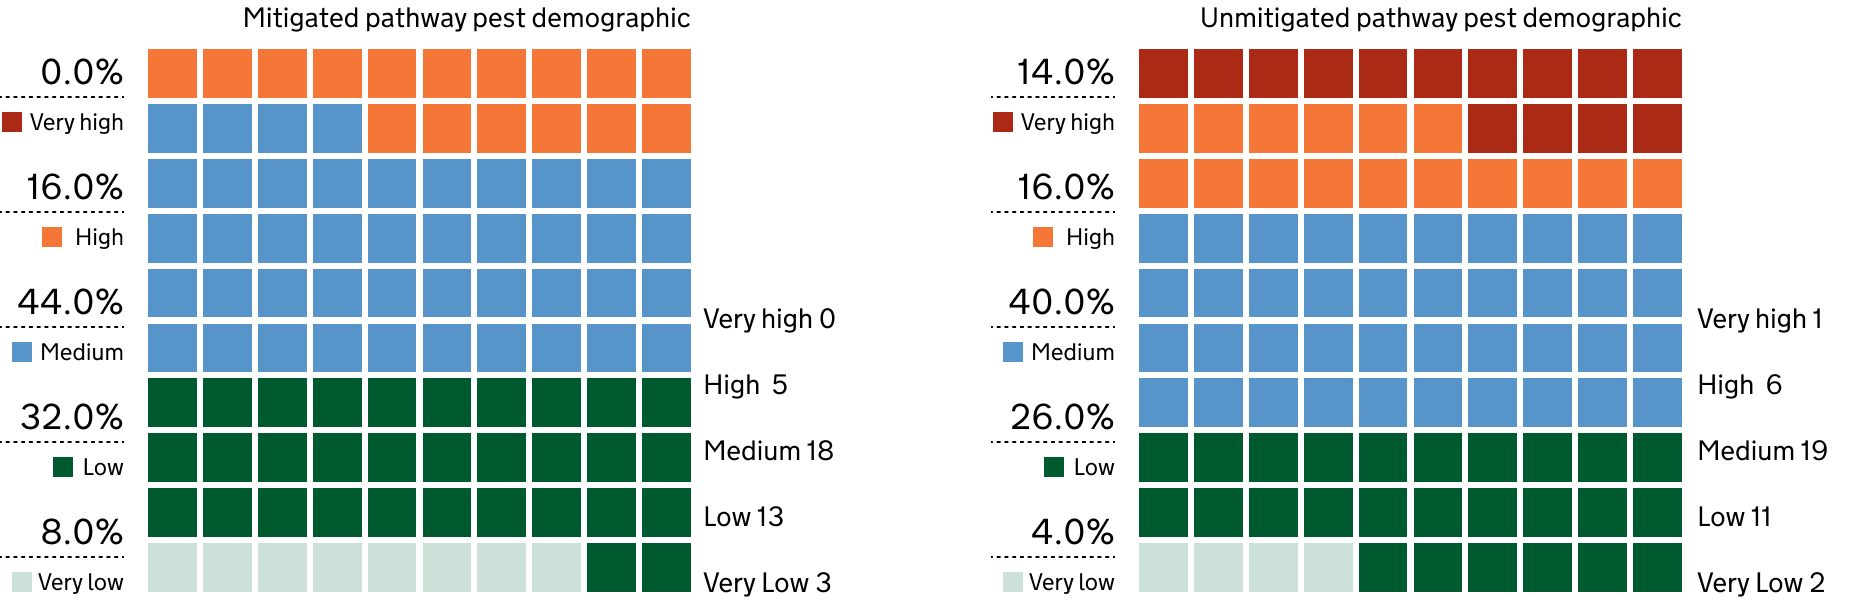 Mitigated pathway pest demographic
0.0%
Very high
16.0%
High
44.0%
Medium
32.0%
Low
8.0%
Very low
Very high 0
High 5
Medium 18
Low 13
Very Low 3
Unmitigated pathway pest demographic
14.0%
Very high
16.0%
High
40.0%
Medium
26.0%
Low
4.0%
Very low
Very high 1
High 6
Medium 19
Low 11
Very Low 2